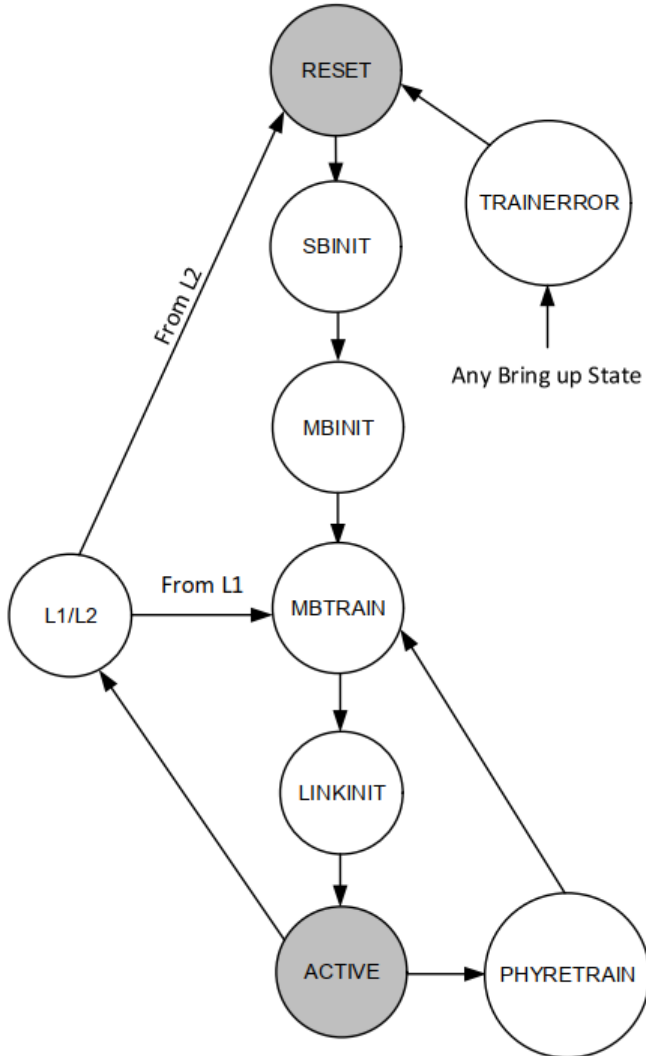 RESET
TRAINERROR
SBINIT
From L2
Any Bring up State
MBINIT
From L1
L1/L2
MBTRAIN
LINKINIT
ACTIVE
PHYRETRAIN